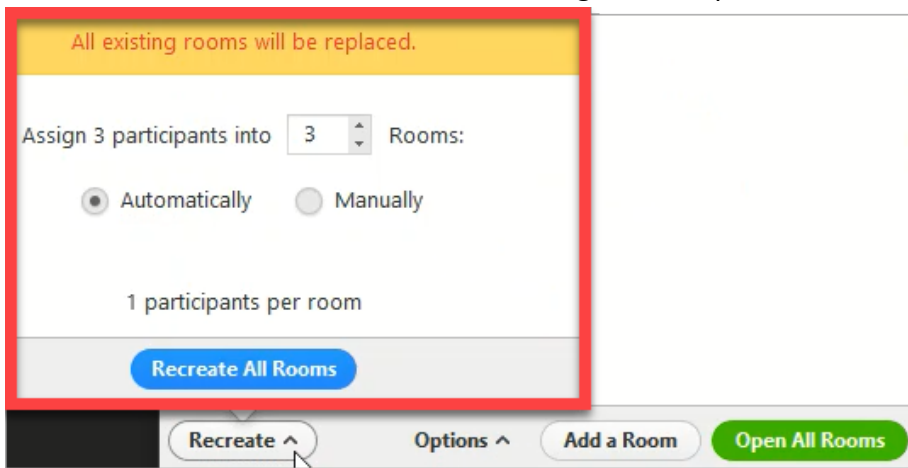 All existing rooms will be replaced.
Assign 3 participants into 3 Rooms:
Automatically Manually
1 participants per room
Recreate All Rooms
Recreate Options Add a Room Open All Rooms